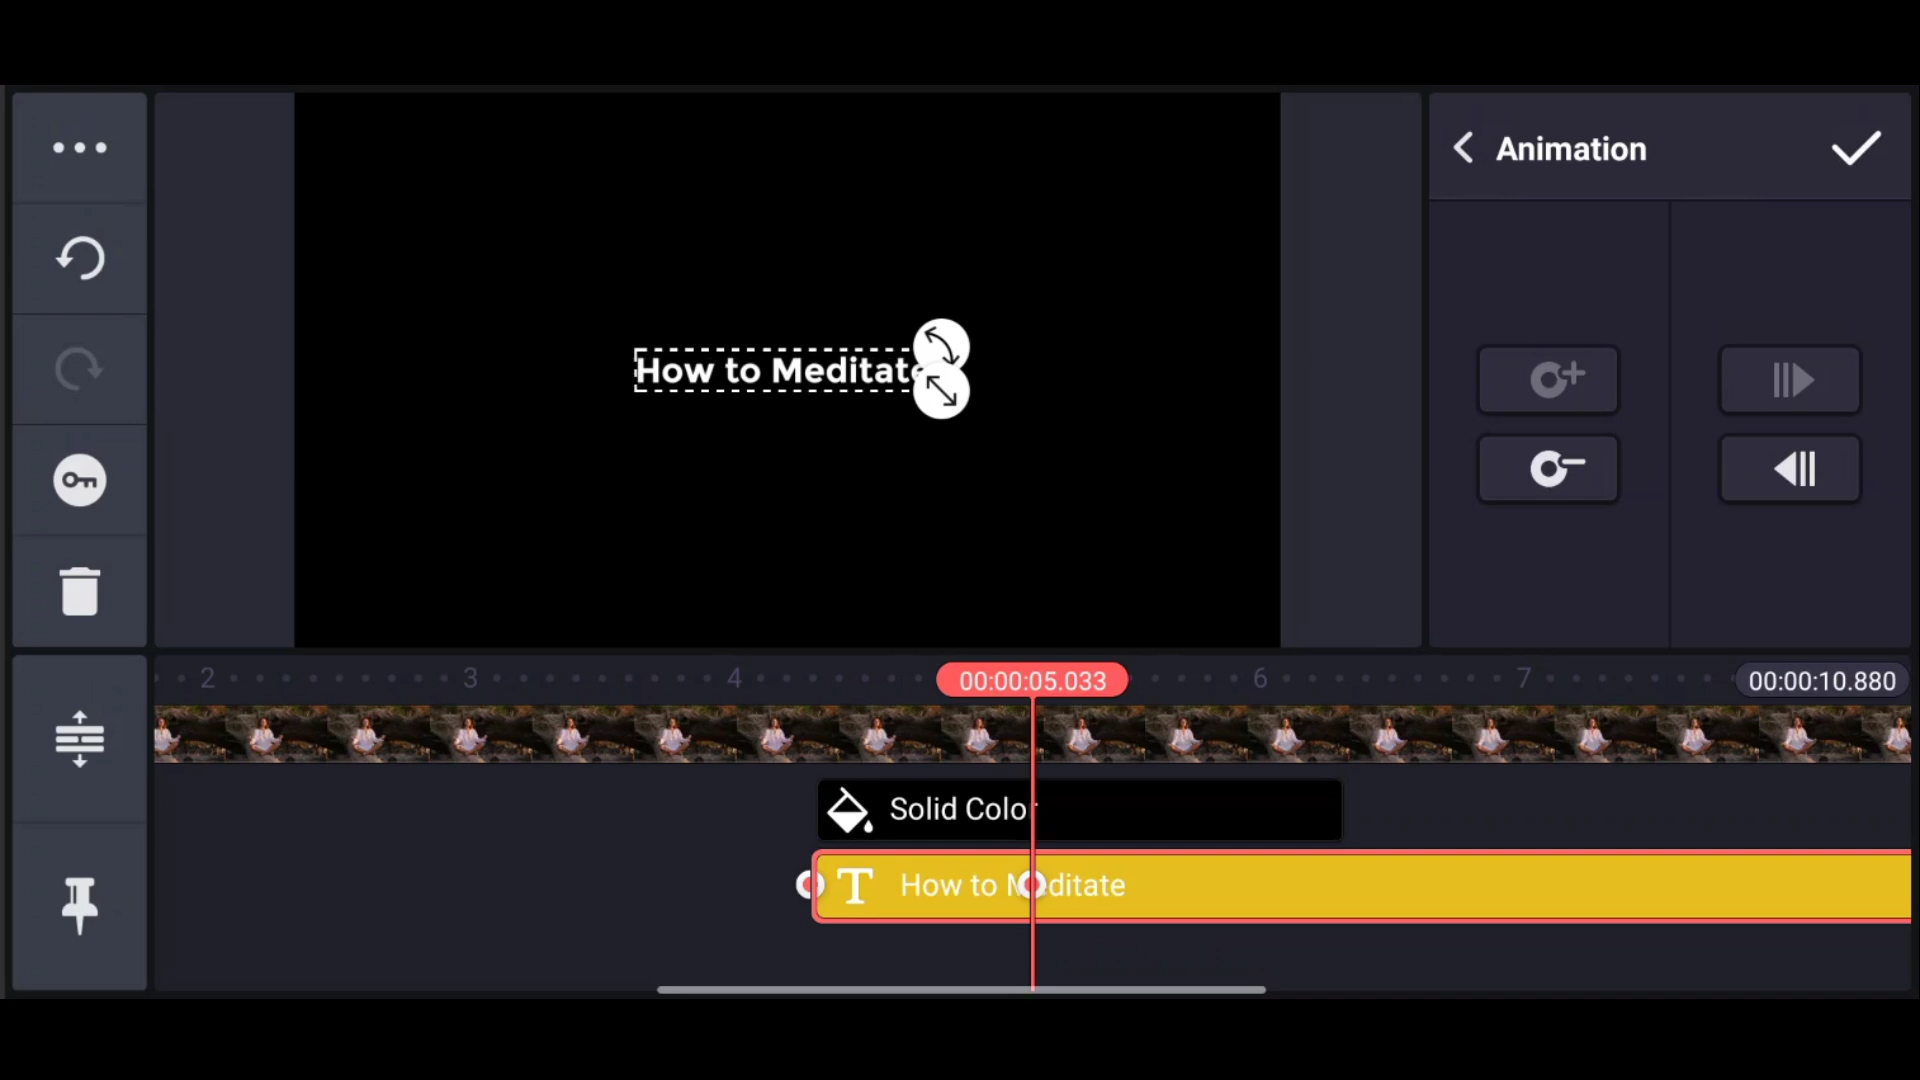 Animation
How to Meditate
2 3 4 00:00:05.033 6 7 00:00:10.880
Solid Color
T How to Meditate